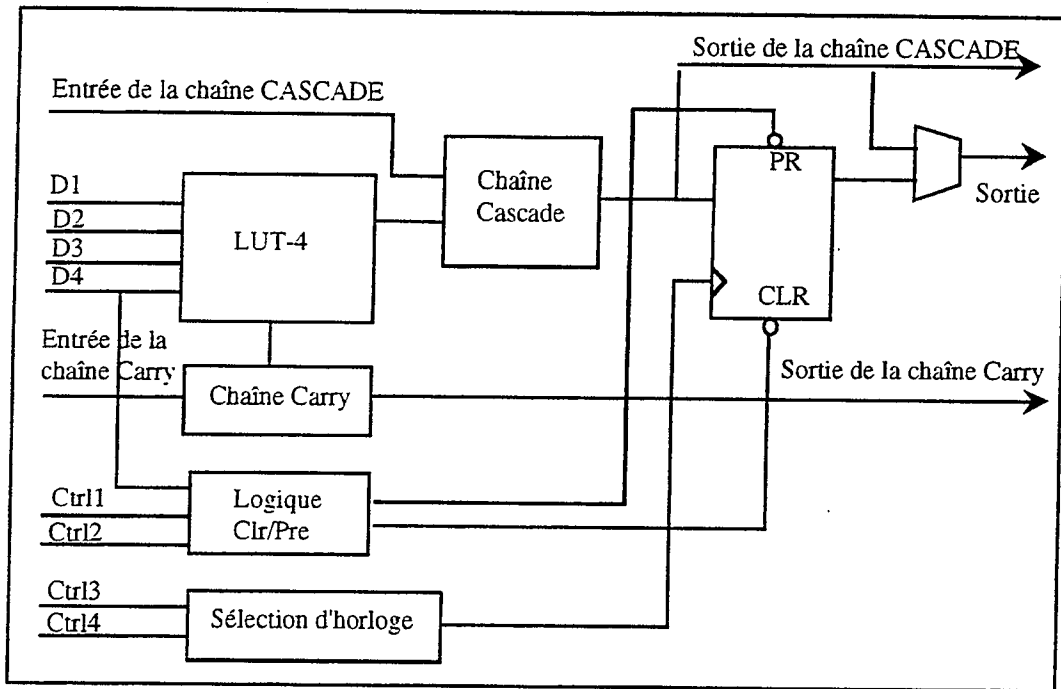 Sortie de la chaîne CASCADE
Entrée de la chaîne CASCADE
PR
Chaîne
Cascade
Sortie
D1
D2
D3
D4
LUT-4
CLR
Entrée de la
chaîne Carry
Chaîne Carry
Sortie de la chaîne Carry
Ctrl1
Ctrl2
Logique
Clr/Pre
Ctrl3
Ctrl4
Sélection d'horloge